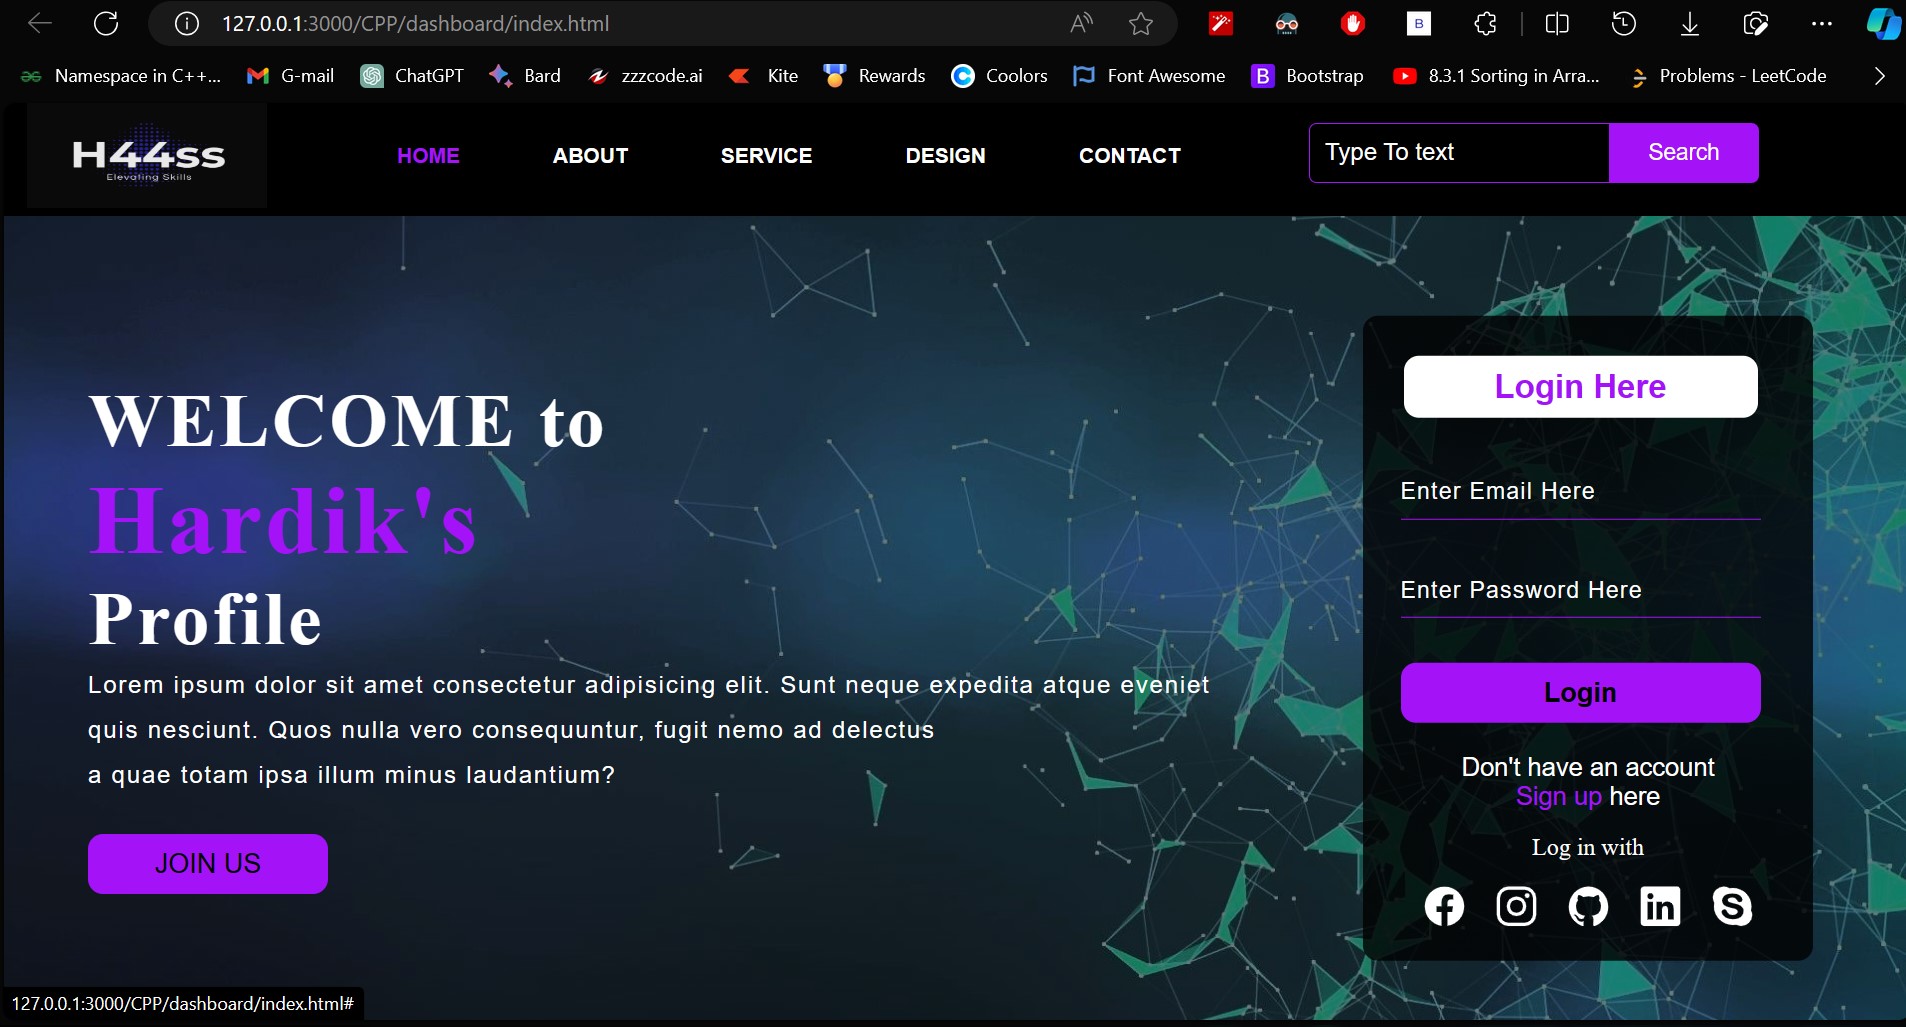 127.0.0.1:3000/CPP/dashboard/index.html
Namespace in C++... G-mail ChatGPT Bard zzzcode.ai Kite Rewards Coolors Font Awesome B Bootstrap 8.3.1 Sorting in Arra... Problems - LeetCode
H44ss
Elevating Skills
HOME ABOUT SERVICE DESIGN CONTACT Type To text Search
WELCOME to
Hardik's
Profile
Lorem ipsum dolor sit amet consectetur adipisicing elit. Sunt neque expedita atque eveniet
quis nesciunt. Quos nulla vero consequuntur, fugit nemo ad delectus
a quae totam ipsa illum minus laudantium?
JOIN US
Login Here
Enter Email Here
Enter Password Here
Login
Don't have an account
Sign up here
Log in with
127.0.0.1:3000/CPP/dashboard/index.html#